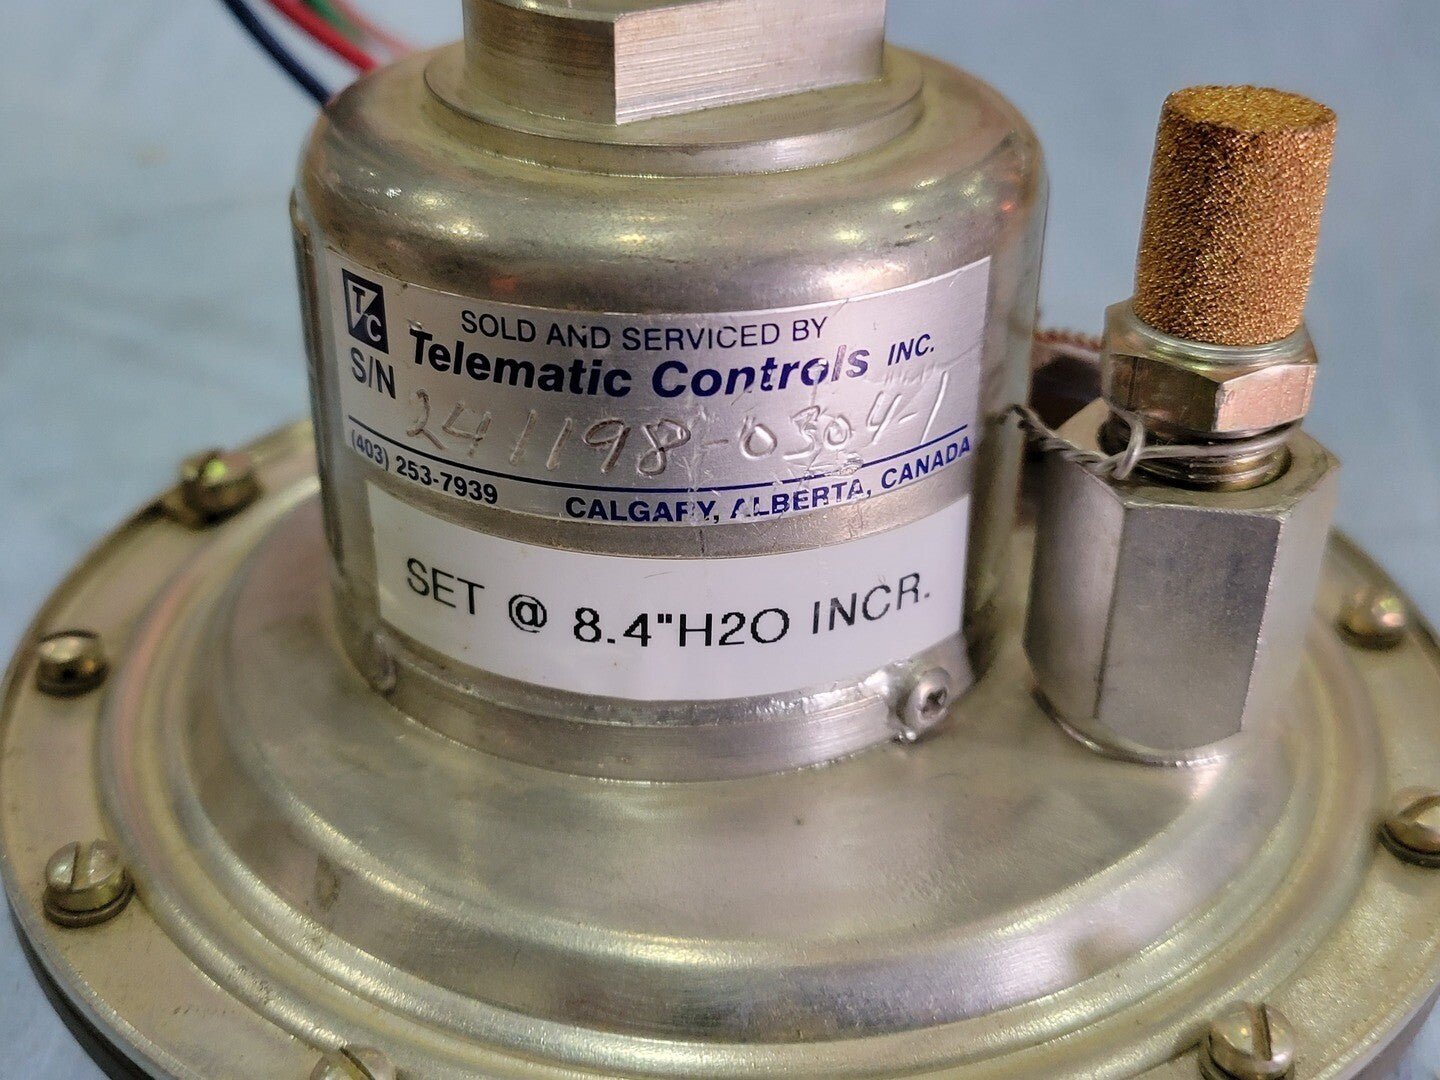 T/C
SOLD AND SERVICED BY
Telematic Controls INC.
S/N 241198-0304-1
(403) 253-7939 CALGARY, ALBERTA, CANADA
SET @ 8.4"H2O INCR.